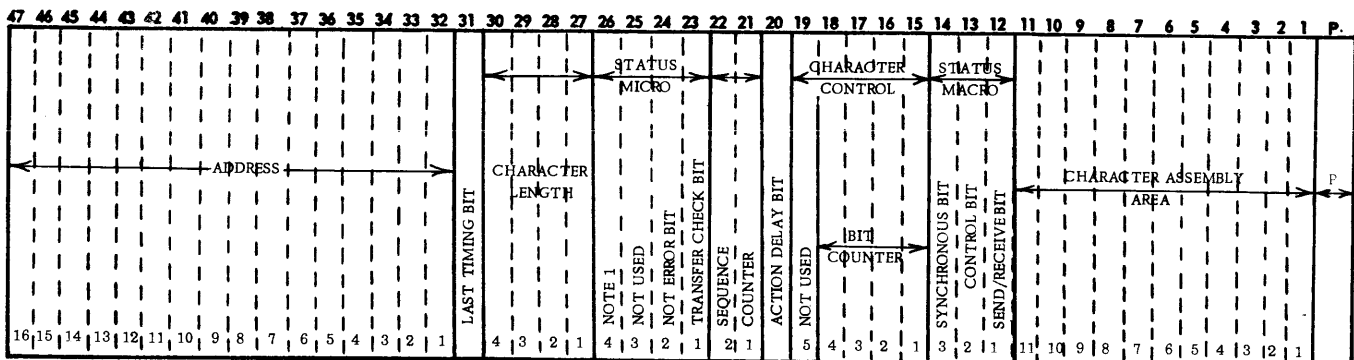 47 46 45 44 43 42 41 40 39 38 37 36 35 34 33 32 31 30 29 28 27 26 25 24 23 22 21 20 19 18 17 16 15 14 13 12 11 10 9 8 7 6 5 4 3 2 1 P.
STATUS
MICRO
CHARACTER
CONTROL
STATUS
MACRO
ADDRESS
LAST TIMING BIT
CHARACTER
LENGTH
NOTE 1
NOT USED
NOT ERROR BIT
TRANSFER CHECK BIT
SEQUENCE
COUNTER
ACTION DELAY BIT
NOT USED
BIT
COUNTER
SYNCHRONOUS BIT
CONTROL BIT
SEND/RECEIVE BIT
CHARACTER ASSEMBLY
AREA
P
16 15 14 13 12 11 10 9 8 7 6 5 4 3 2 1 4 3 2 1 4 3 2 1 2 1 5 4 3 2 1 3 2 1 11 10 9 8 7 6 5 4 3 2 1